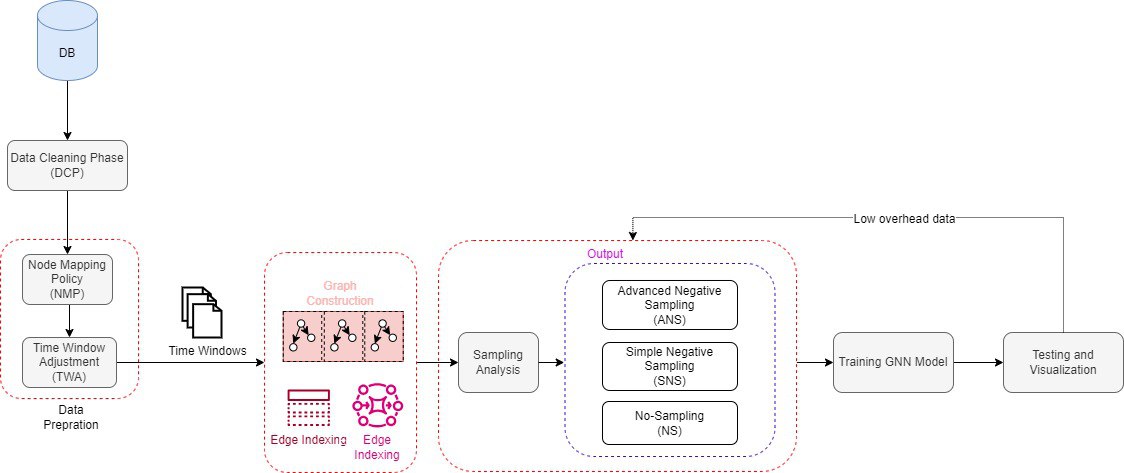 DB
Data Cleaning Phase
(DCP)
Node Mapping
Policy
(NMP)
Time Window
Adjustment
(TWA)
Data
Prepration
Time Windows
Graph
Construction
Edge Indexing
Edge
Indexing
Sampling
Analysis
Output
Advanced Negative
Sampling
(ANS)
Simple Negative
Sampling
(SNS)
No-Sampling
(NS)
Low overhead data
Training GNN Model
Testing and
Visualization